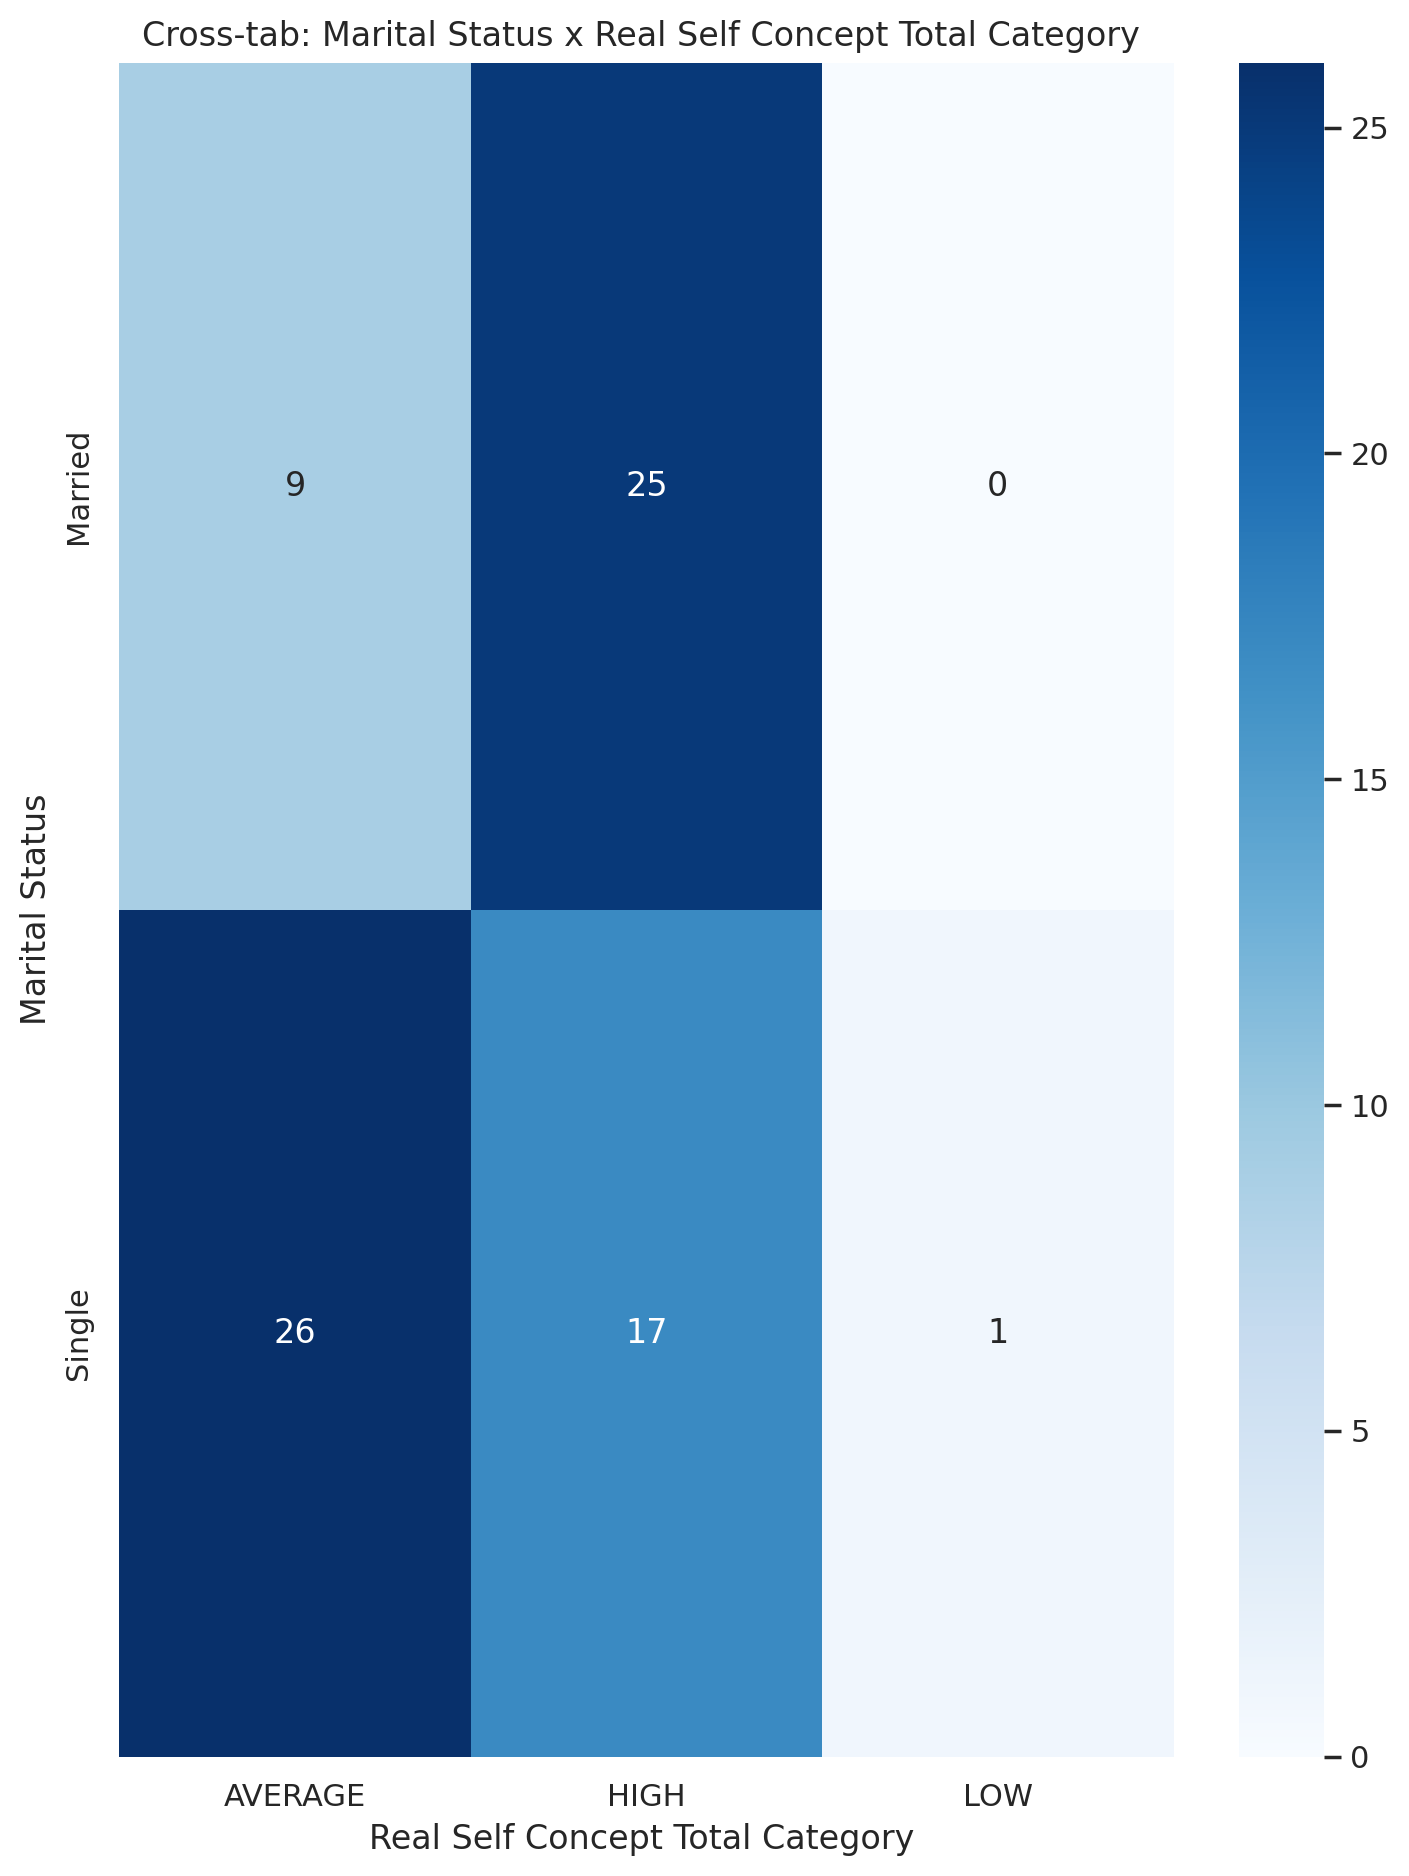 Cross-tab: Marital Status x Real Self Concept Total Category
Marital Status
Married
9 25 0
Single
26 17 1
AVERAGE HIGH LOW
Real Self Concept Total Category
25
20
15
10
5
0